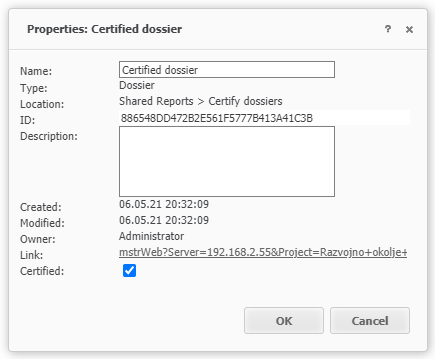 Properties: Certified dossier ? ×
Name: Certified dossier
Type: Dossier
Location: Shared Reports > Certify dossiers
ID: 886548DD472B2E561F5777B413A41C3B
Description:
Created: 06.05.21 20:32:09
Modified: 06.05.21 20:32:09
Owner: Administrator
Link: mstrWeb?Server=192.168.2.55&Project=Razvojno+okolje+
Certified:
OK Cancel